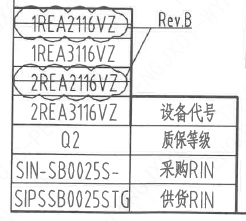 1REA2116VZ Rev.B
1REA3116VZ
2REA2116VZ
2REA3116VZ 设备代号
Q2 质保等级
SIN-SB0025S- 采购RIN
SIPSSB0025STG 供货RIN